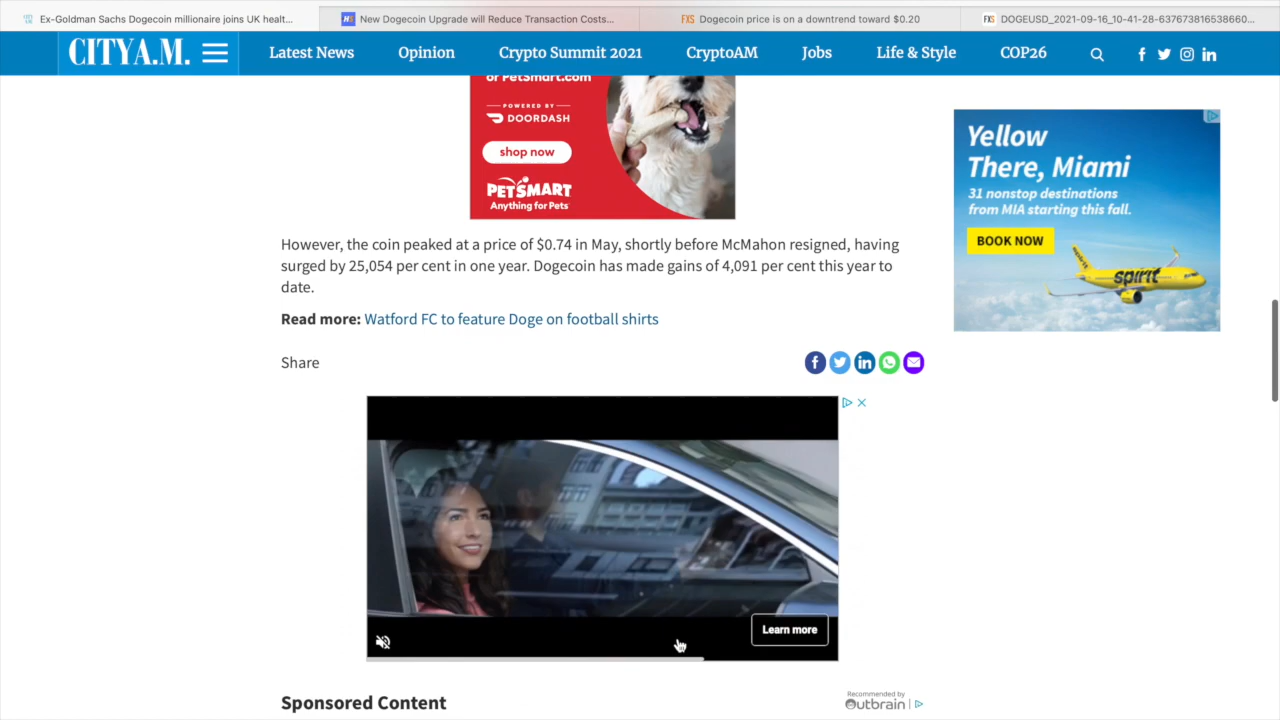 Ex-Goldman Sachs Dogecoin millionaire joins UK healt...
New Dogecoin Upgrade will Reduce Transaction Costs...
FXS Dogecoin price is on a downtrend toward $0.20
FXS DOGEUSD_2021-09-16_10-41-28-637673816538660...
CITYA.M.
Latest News
Opinion
Crypto Summit 2021
CryptoAM
Jobs
Life & Style
COP26
or PetSmart.com
POWERED BY
DOORDASH
shop now
PETSMART
Anything for Pets
Yellow
There, Miami
31 nonstop destinations
from MIA starting this fall.
BOOK NOW
spirit
However, the coin peaked at a price of $0.74 in May, shortly before McMahon resigned, having
surged by 25,054 per cent in one year. Dogecoin has made gains of 4,091 per cent this year to
date.
Read more: Watford FC to feature Doge on football shirts
Share
Learn more
Sponsored Content
Recommended by
Outbrain